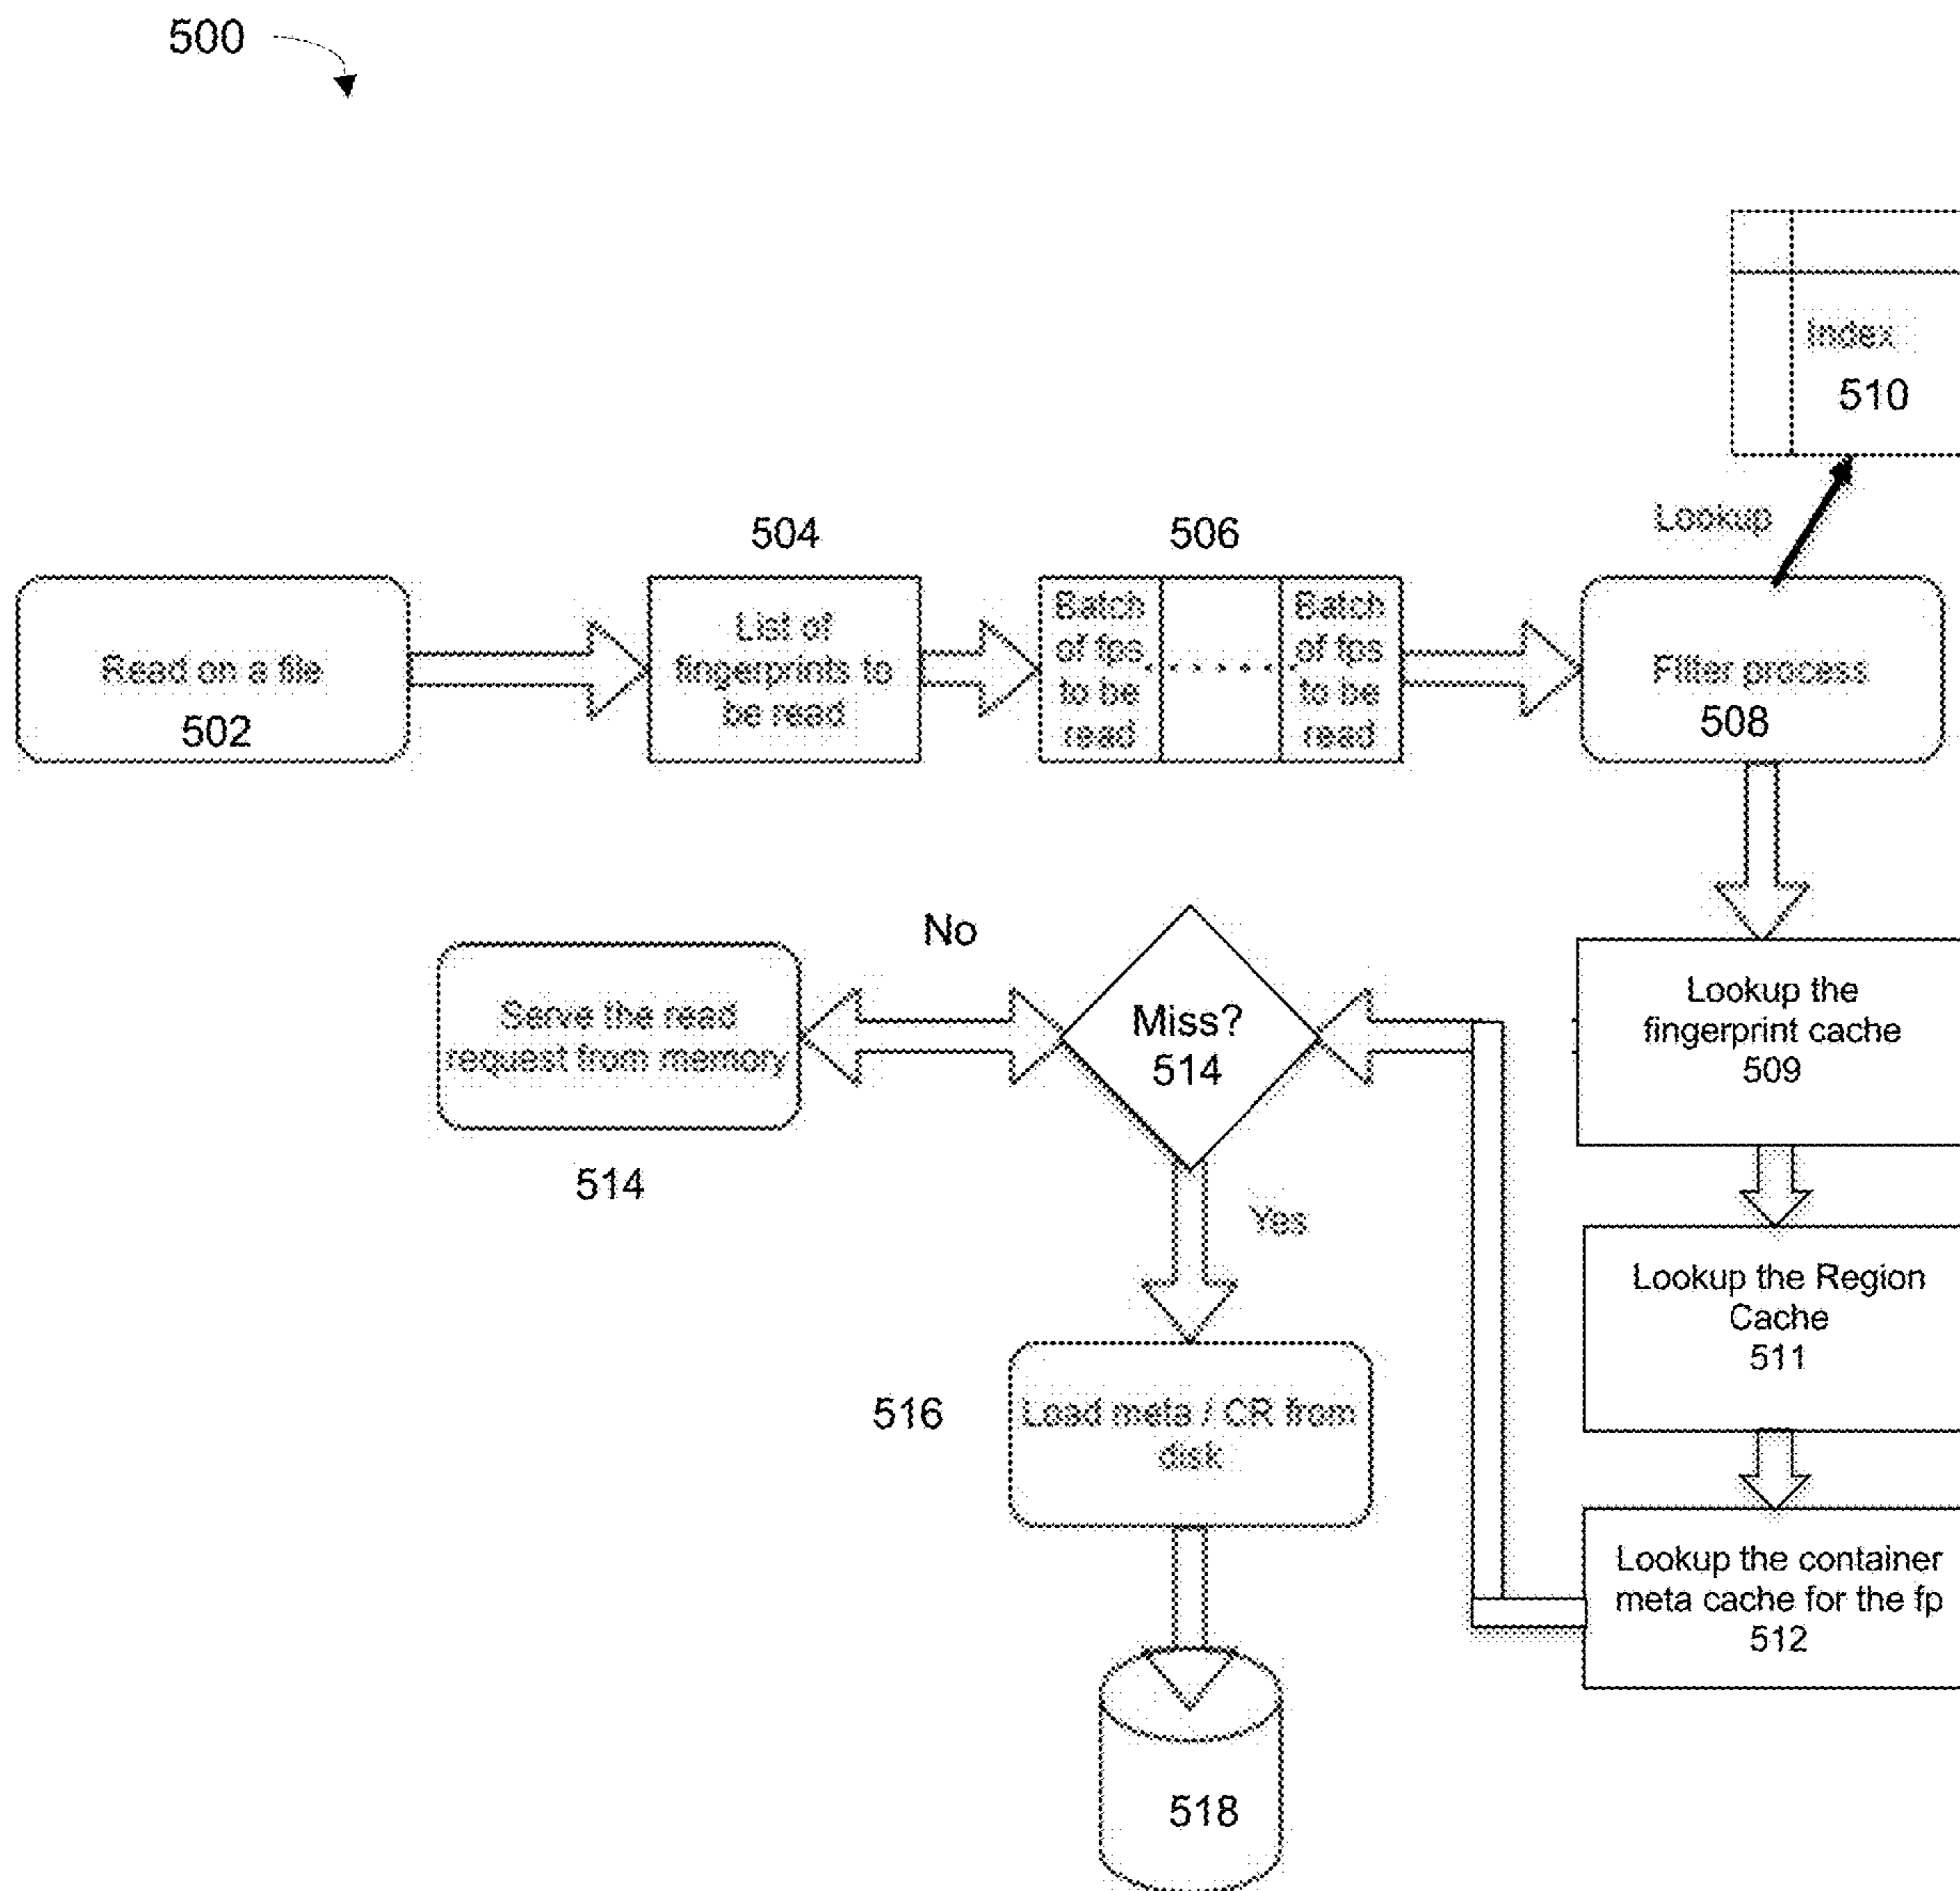 500
Index
510
Lookup
504
506
Read on a file
502
List of
fingerprints to
be read
Batch
of fps
to be
read
. . . . . . . .
Batch
of fps
to be
read
Filter process
508
No
Serve the read
request from memory
514
Miss?
514
Lookup the
fingerprint cache
509
Yes
Lookup the Region
Cache
511
516
Load meta / CR from
disk
Lookup the container
meta cache for the fp
512
518